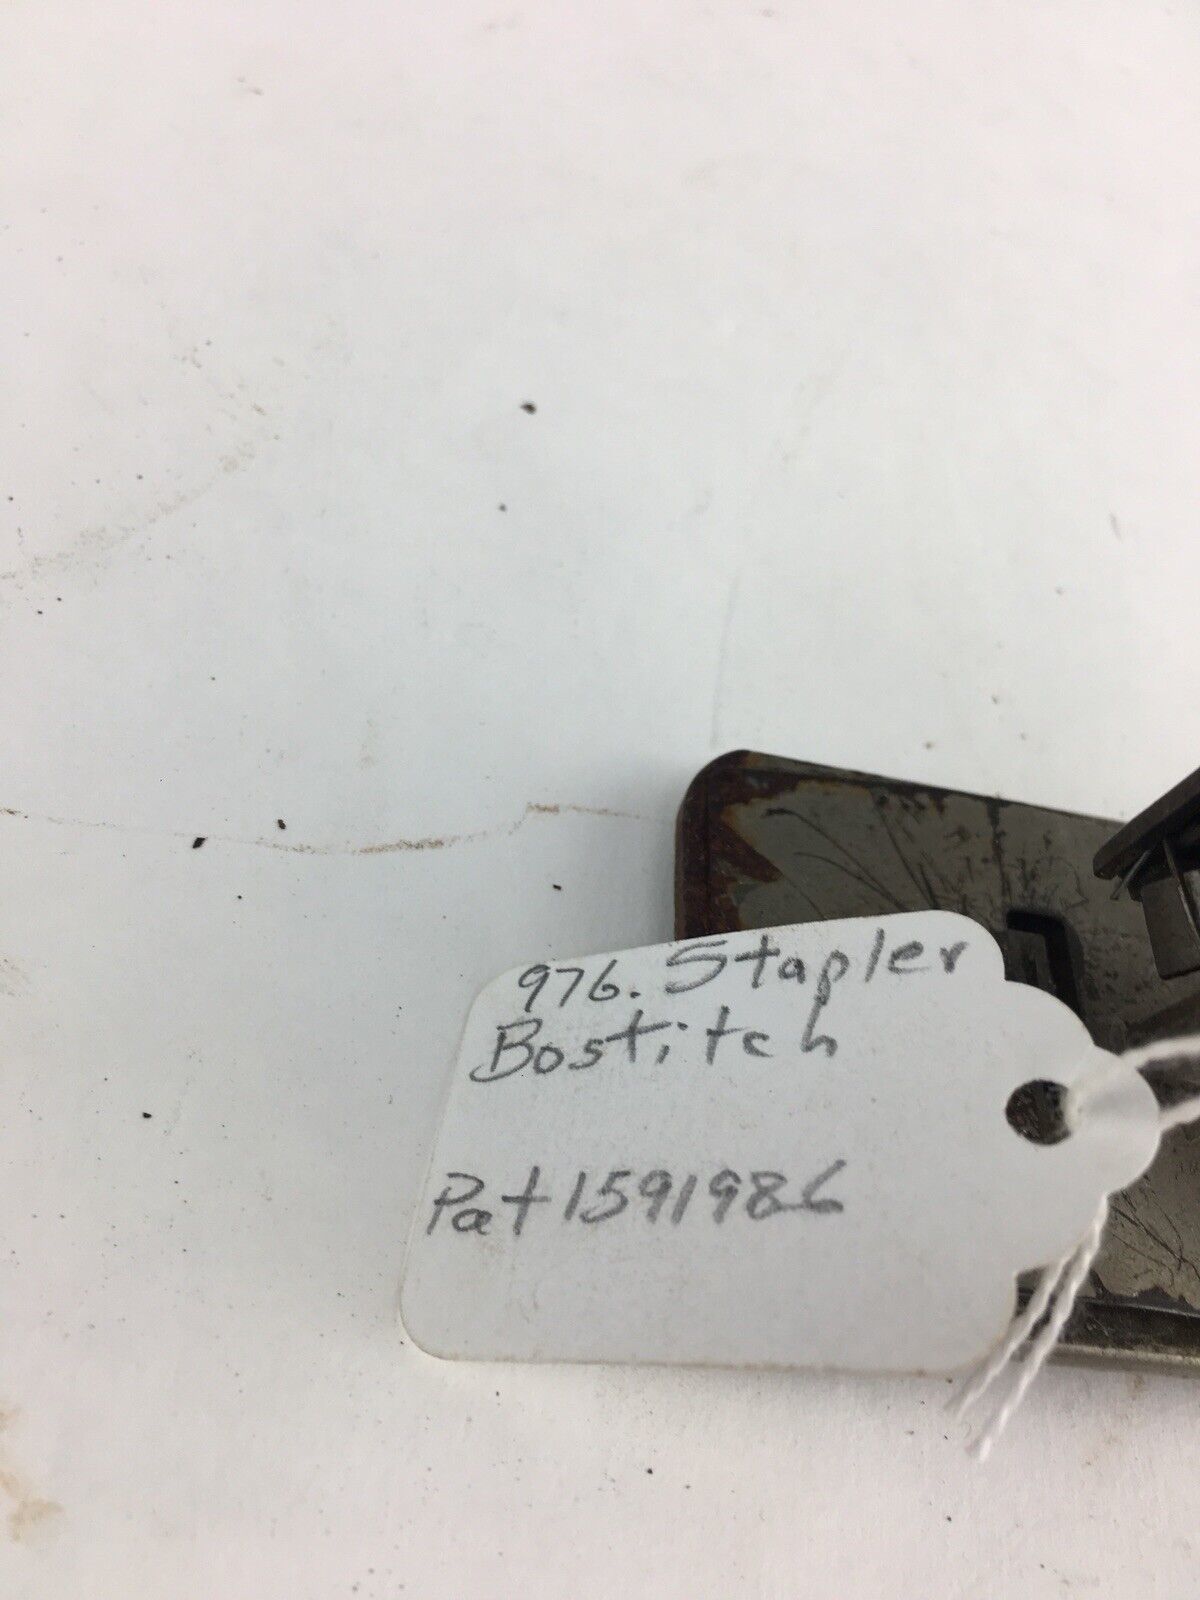 976. Stapler
Bostitch
Pat 1591986